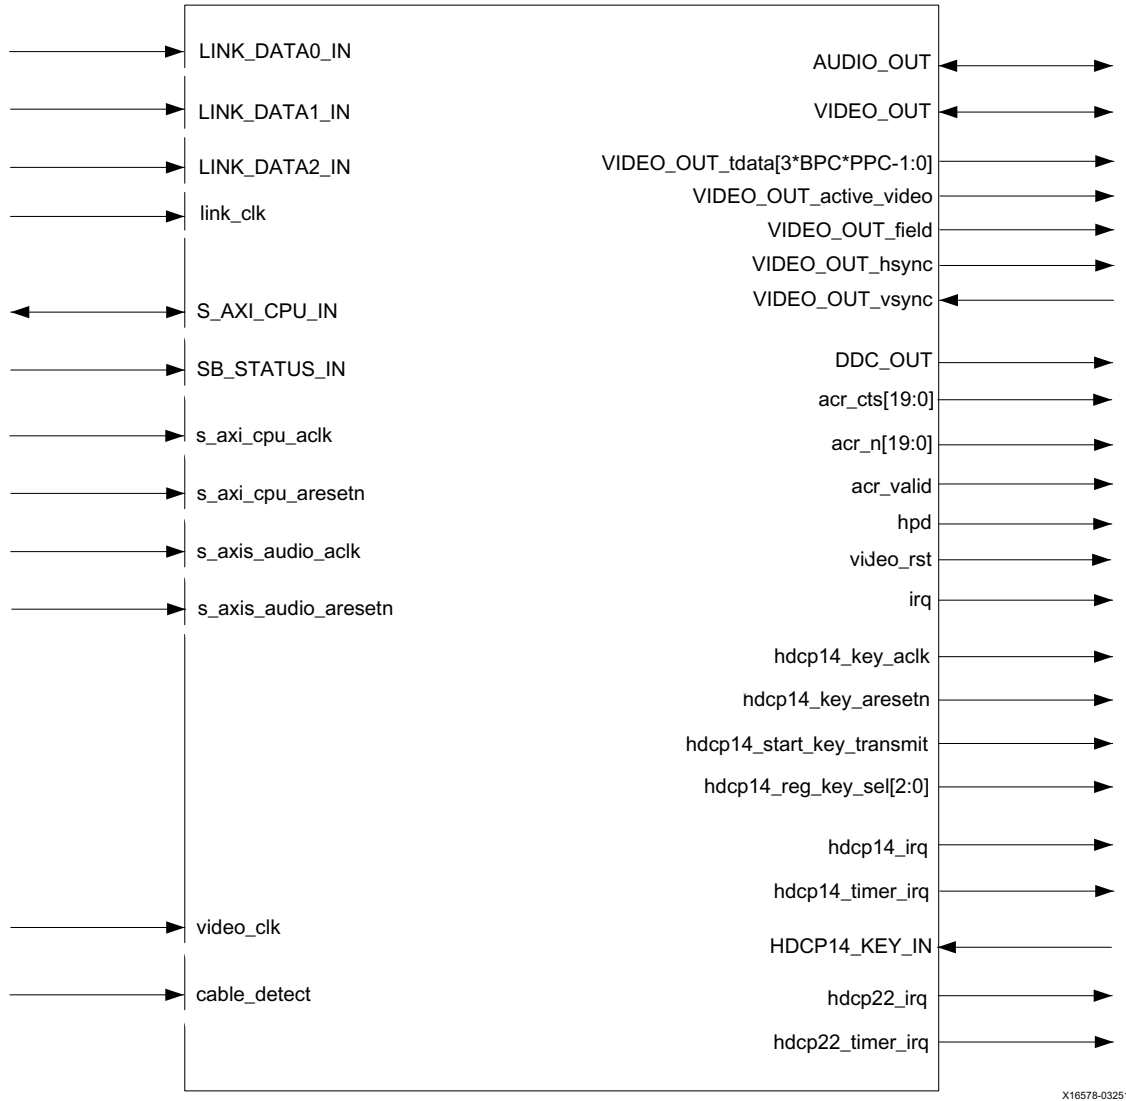 LINK_DATA0_IN
LINK_DATA1_IN
LINK_DATA2_IN
link_clk
S_AXI_CPU_IN
SB_STATUS_IN
s_axi_cpu_aclk
s_axi_cpu_aresetn
s_axis_audio_aclk
s_axis_audio_aresetn
video_clk
cable_detect
AUDIO_OUT
VIDEO_OUT
VIDEO_OUT_tdata[3*BPC*PPC-1:0]
VIDEO_OUT_active_video
VIDEO_OUT_field
VIDEO_OUT_hsync
VIDEO_OUT_vsync
DDC_OUT
acr_cts[19:0]
acr_n[19:0]
acr_valid
hpd
video_rst
irq
hdcp14_key_aclk
hdcp14_key_aresetn
hdcp14_start_key_transmit
hdcp14_reg_key_sel[2:0]
hdcp14_irq
hdcp14_timer_irq
HDCP14_KEY_IN
hdcp22_irq
hdcp22_timer_irq
X16578-03251